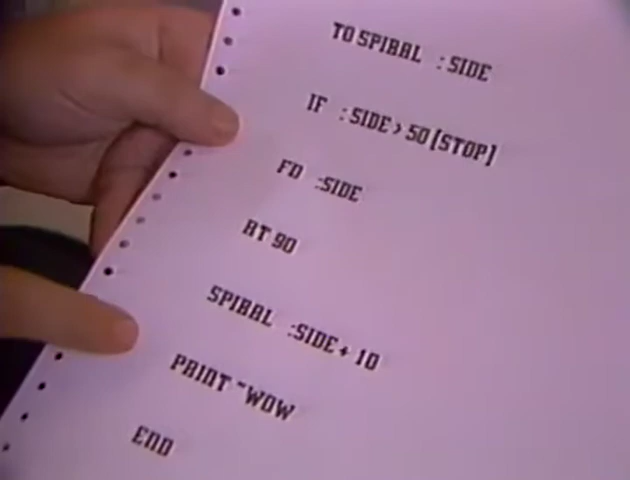 TO SPIRAL :SIDE
IF :SIDE > 50 [STOP]
FD :SIDE
RT 90
SPIRAL :SIDE + 10
PRINT "WOW
END